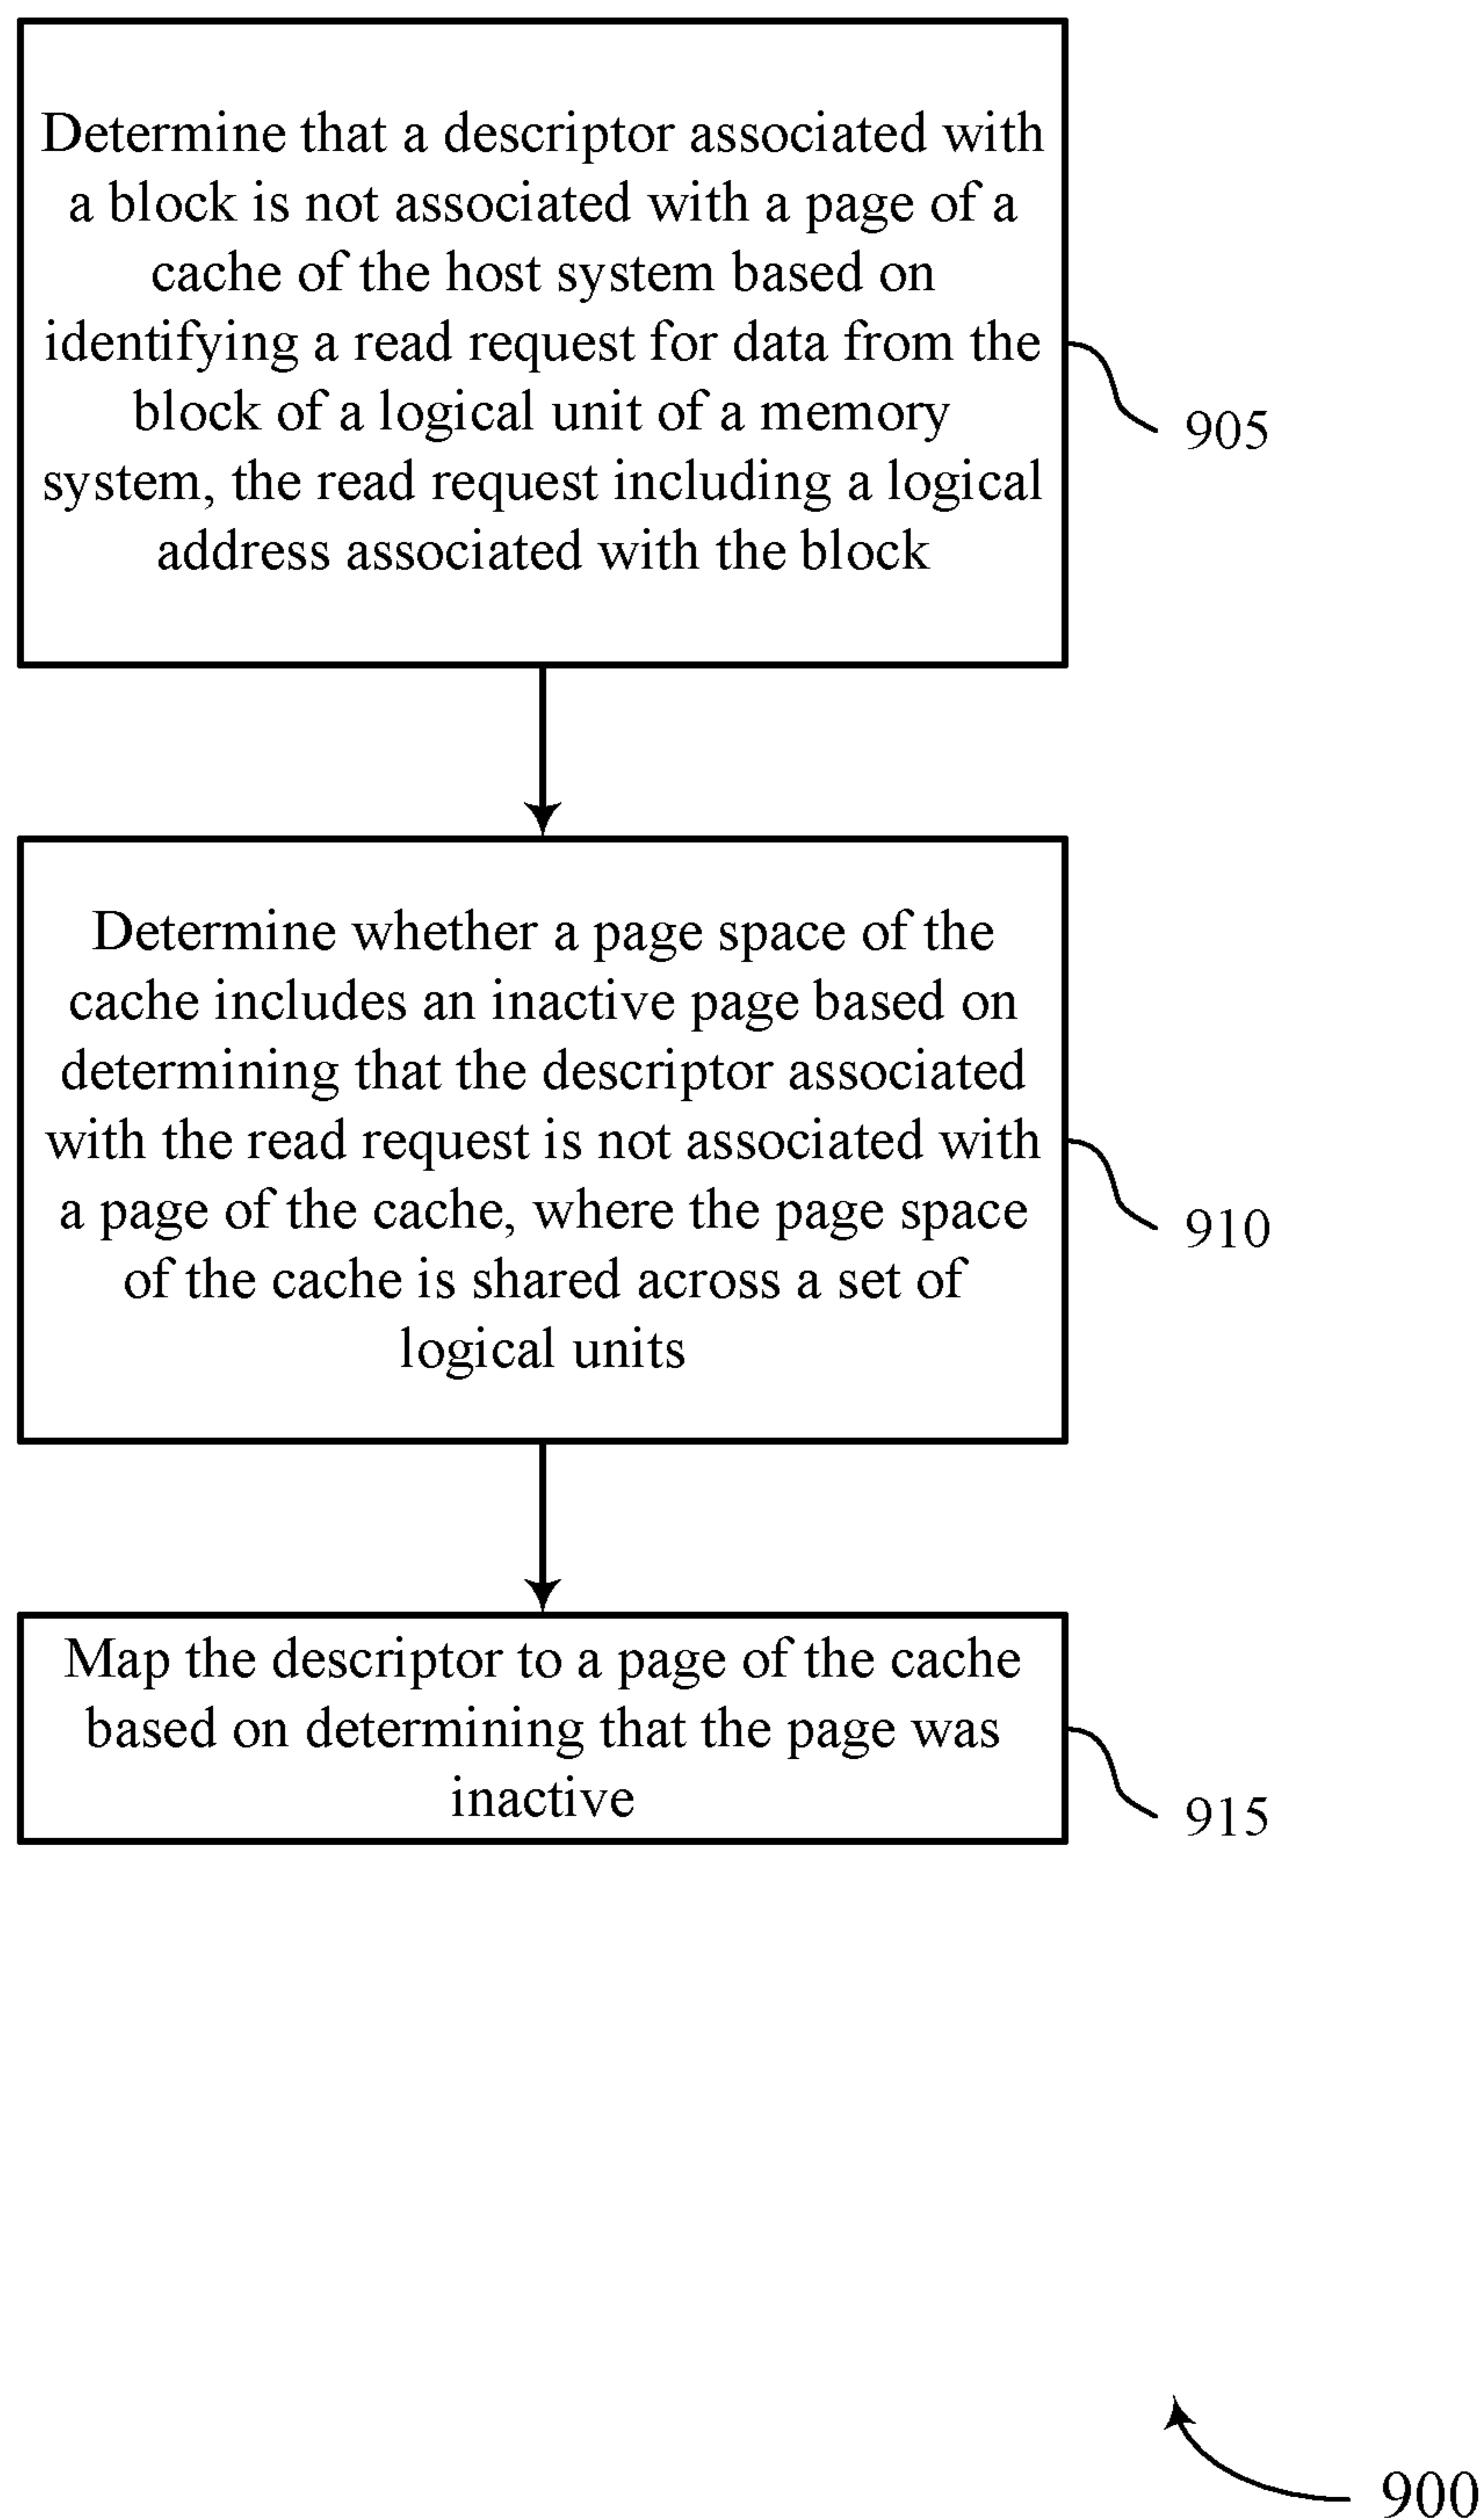 Determine that a descriptor associated with
a block is not associated with a page of a
cache of the host system based on
identifying a read request for data from the
block of a logical unit of a memory
system, the read request including a logical
address associated with the block
905
Determine whether a page space of the
cache includes an inactive page based on
determining that the descriptor associated
with the read request is not associated with
a page of the cache, where the page space
of the cache is shared across a set of
logical units
910
Map the descriptor to a page of the cache
based on determining that the page was
inactive
915
900